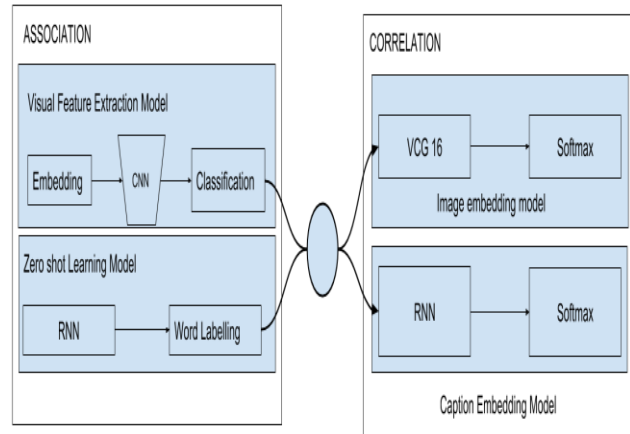 ASSOCIATION
Visual Feature Extraction Model
Embedding
CNN
Classification
Zero shot Learning Model
RNN
Word Labelling
CORRELATION
VCG 16
Softmax
Image embedding model
RNN
Softmax
Caption Embedding Model